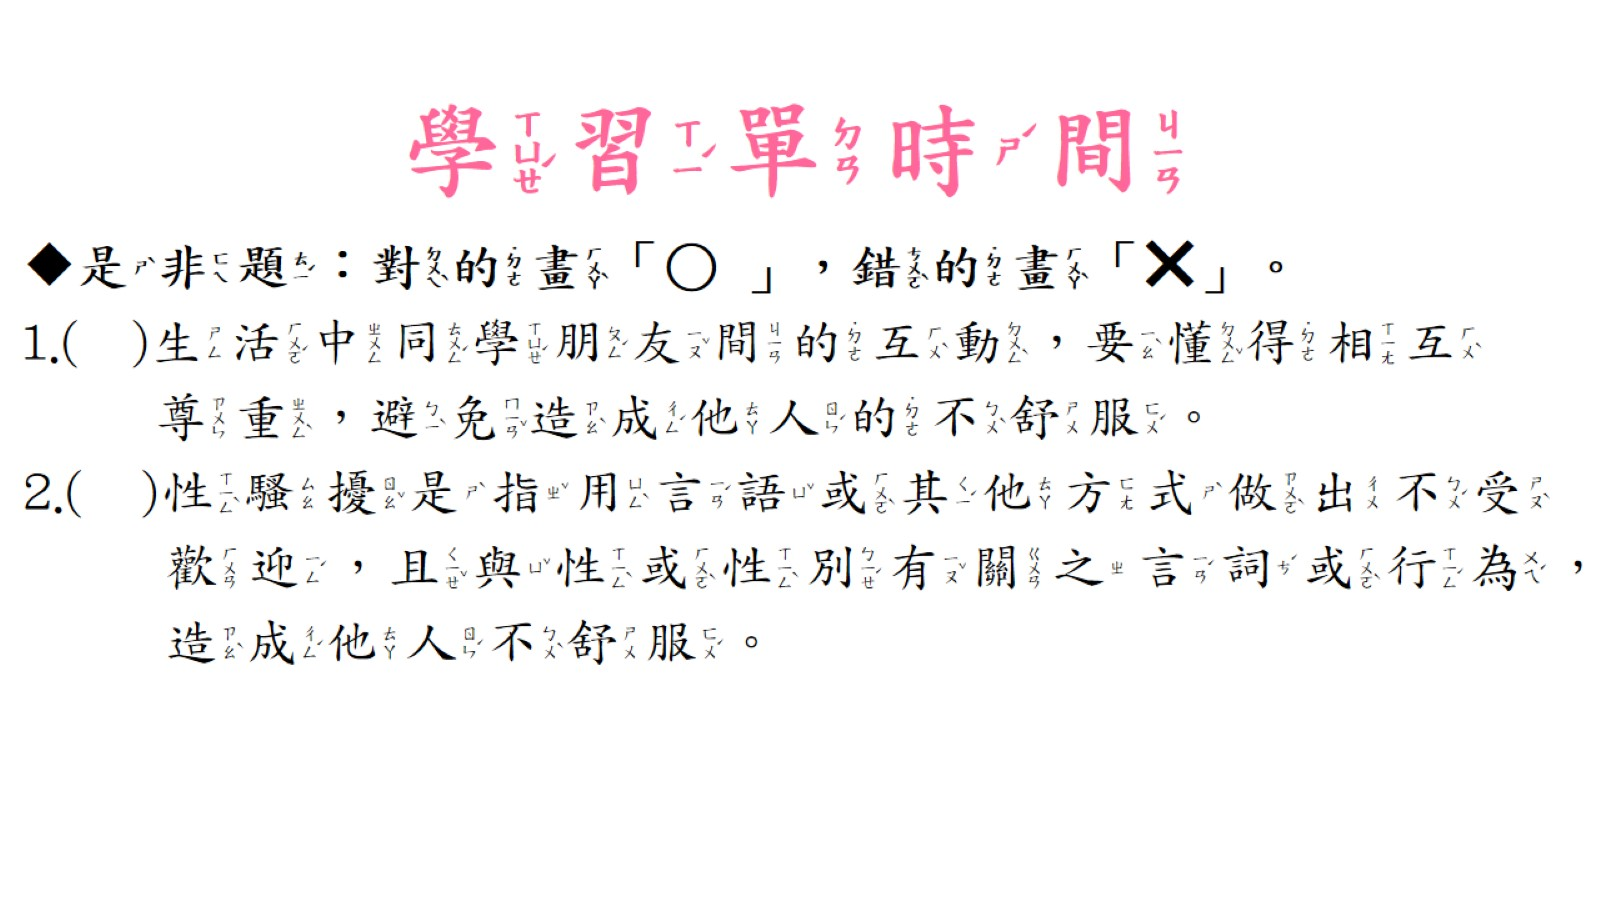 學習單時間
◆是非題：對的畫「○ 」，錯的畫「✕」。
1.(　)生活中同學朋友間的互動，要懂得相互
尊重，避免造成他人的不舒服。
2.(　)性騷擾是指用言語或其他方式做出不受
歡迎，且與性或性別有關之言詞或行為，
造成他人不舒服。